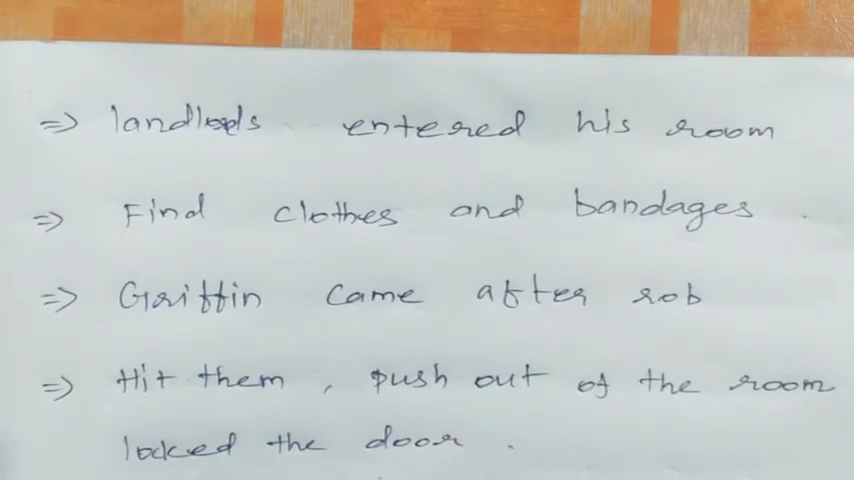 => landlords entered his room
=> Find clothes and bandages.
=> Griffin came after rob
=> Hit them, push out of the room
locked the door.